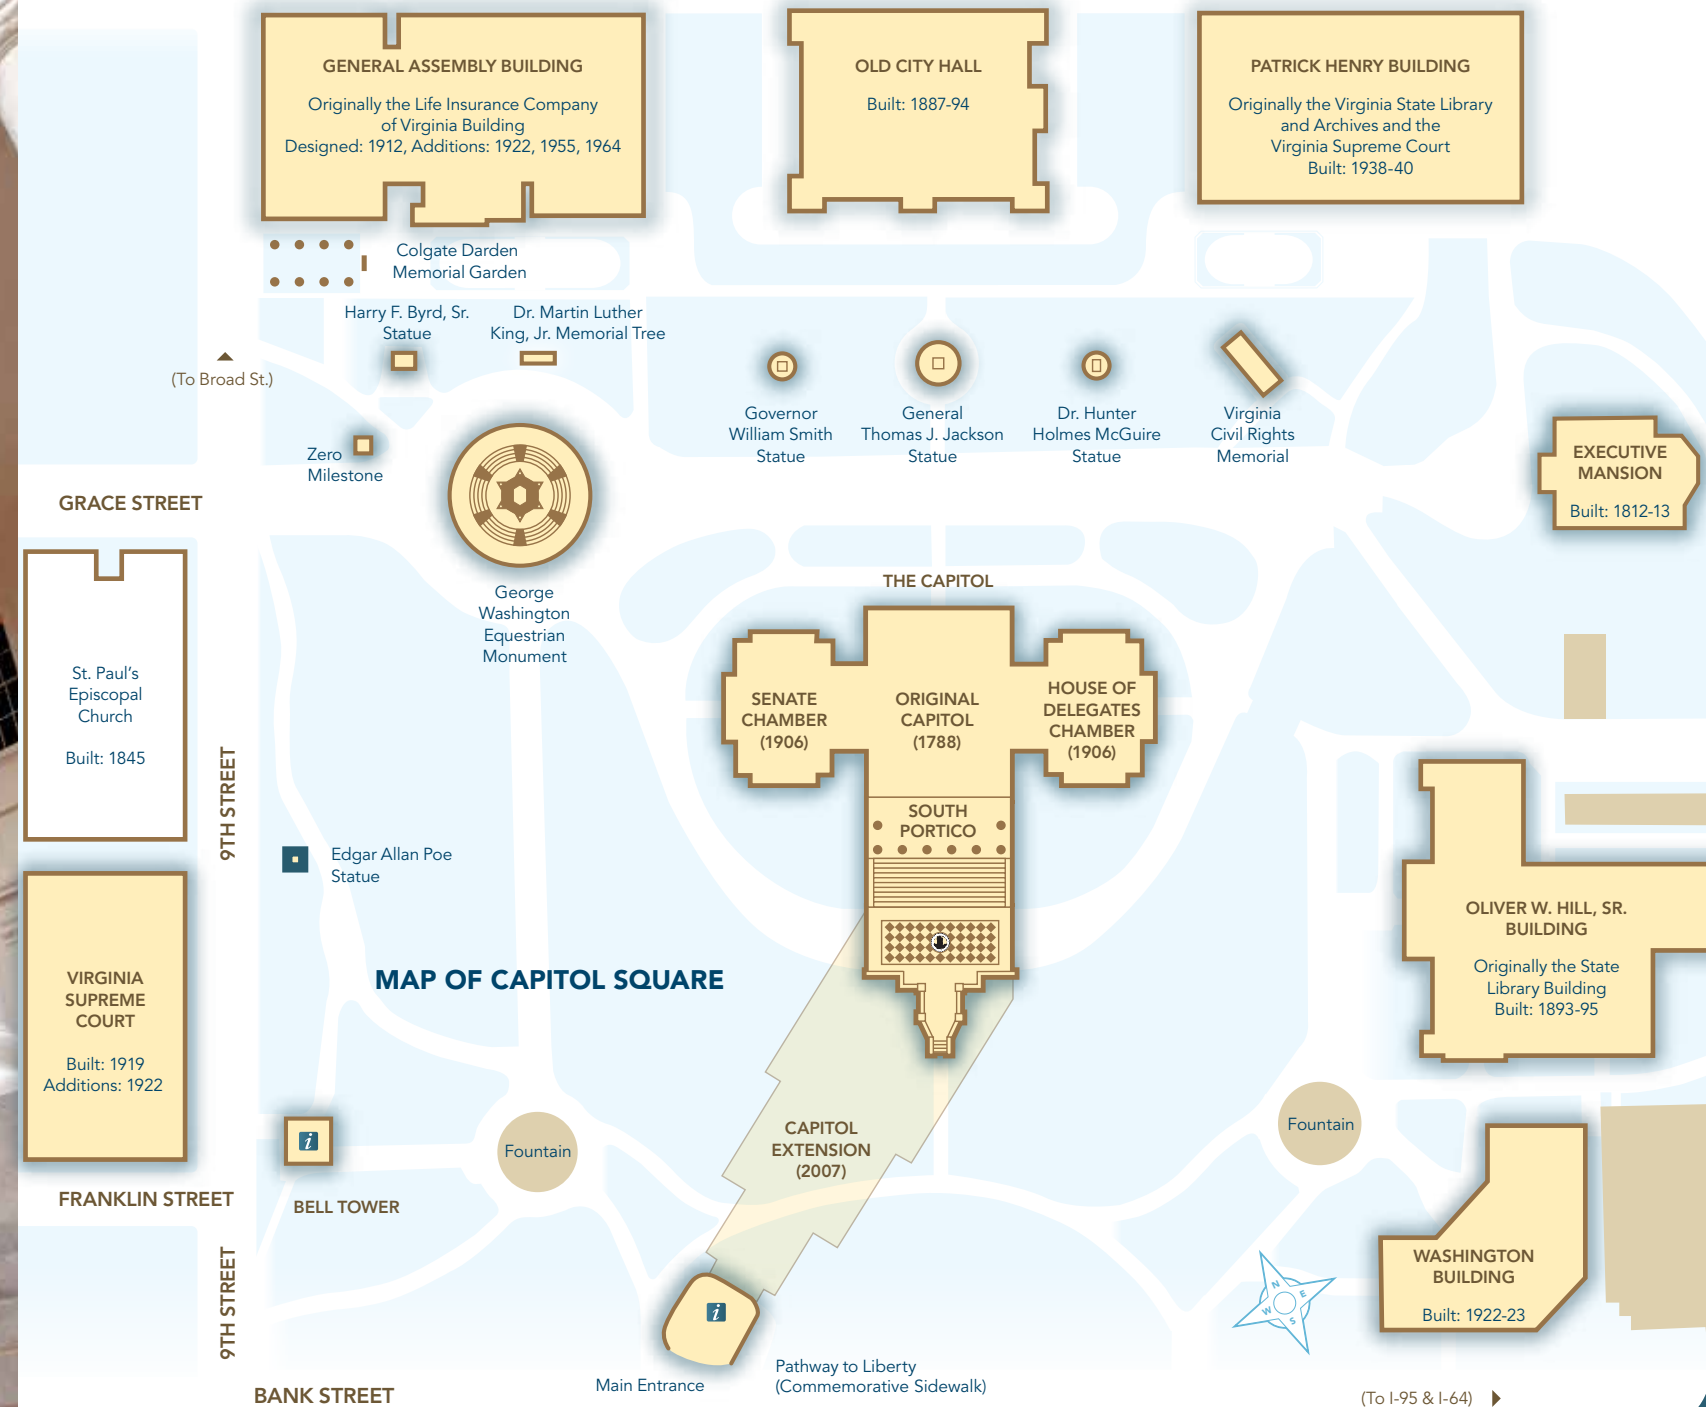 GENERAL ASSEMBLY BUILDING
Originally the Life Insurance Company
of Virginia Building
Designed: 1912, Additions: 1922, 1955, 1964
OLD CITY HALL
Built: 1887-94
PATRICK HENRY BUILDING
Originally the Virginia State Library
and Archives and the
Virginia Supreme Court
Built: 1938-40
Colgate Darden
Memorial Garden
Harry F. Byrd, Sr.
Statue
Dr. Martin Luther
King, Jr. Memorial Tree
(To Broad St.)
Governor
William Smith
Statue
General
Thomas J. Jackson
Statue
Dr. Hunter
Holmes McGuire
Statue
Virginia
Civil Rights
Memorial
EXECUTIVE
MANSION
Built: 1812-13
Zero
Milestone
GRACE STREET
George
Washington
Equestrian
Monument
THE CAPITOL
St. Paul's
Episcopal
Church
Built: 1845
SENATE
CHAMBER
(1906)
ORIGINAL
CAPITOL
(1788)
HOUSE OF
DELEGATES
CHAMBER
(1906)
9TH STREET
SOUTH
PORTICO
Edgar Allan Poe
Statue
OLIVER W. HILL, SR.
BUILDING
Originally the State
Library Building
Built: 1893-95
MAP OF CAPITOL SQUARE
VIRGINIA
SUPREME
COURT
Built: 1919
Additions: 1922
i
BELL TOWER
Fountain
CAPITOL
EXTENSION
(2007)
Fountain
FRANKLIN STREET
9TH STREET
WASHINGTON
BUILDING
Built: 1922-23
N
E
W
S
i
Main Entrance
Pathway to Liberty
(Commemorative Sidewalk)
BANK STREET
(To I-95 & I-64)